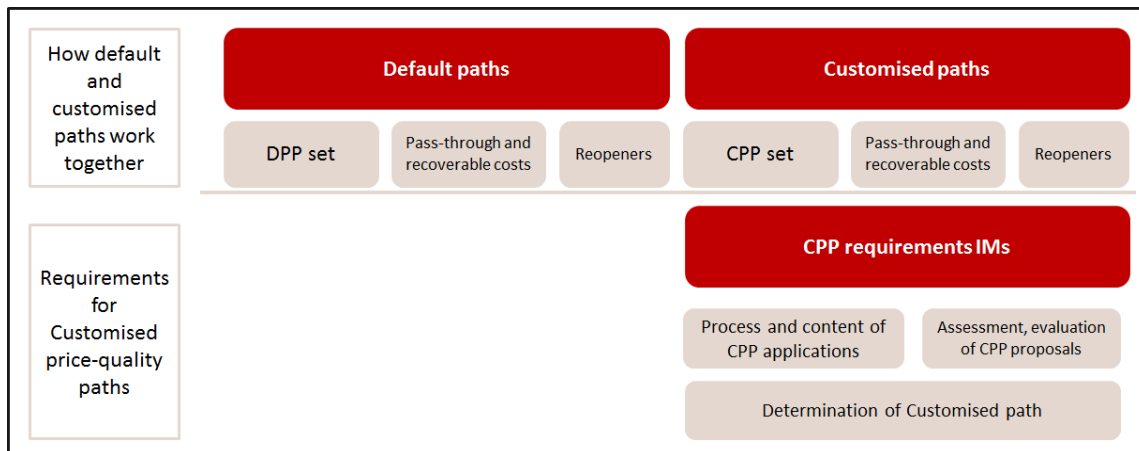 How default
and
customised
paths work
together
Default paths
Customised paths
DPP set
Pass-through and
recoverable costs
Reopeners
CPP set
Pass-through and
recoverable costs
Reopeners
Requirements
for
Customised
price-quality
paths
CPP requirements IMs
Process and content of
CPP applications
Assessment, evaluation
of CPP proposals
Determination of Customised path